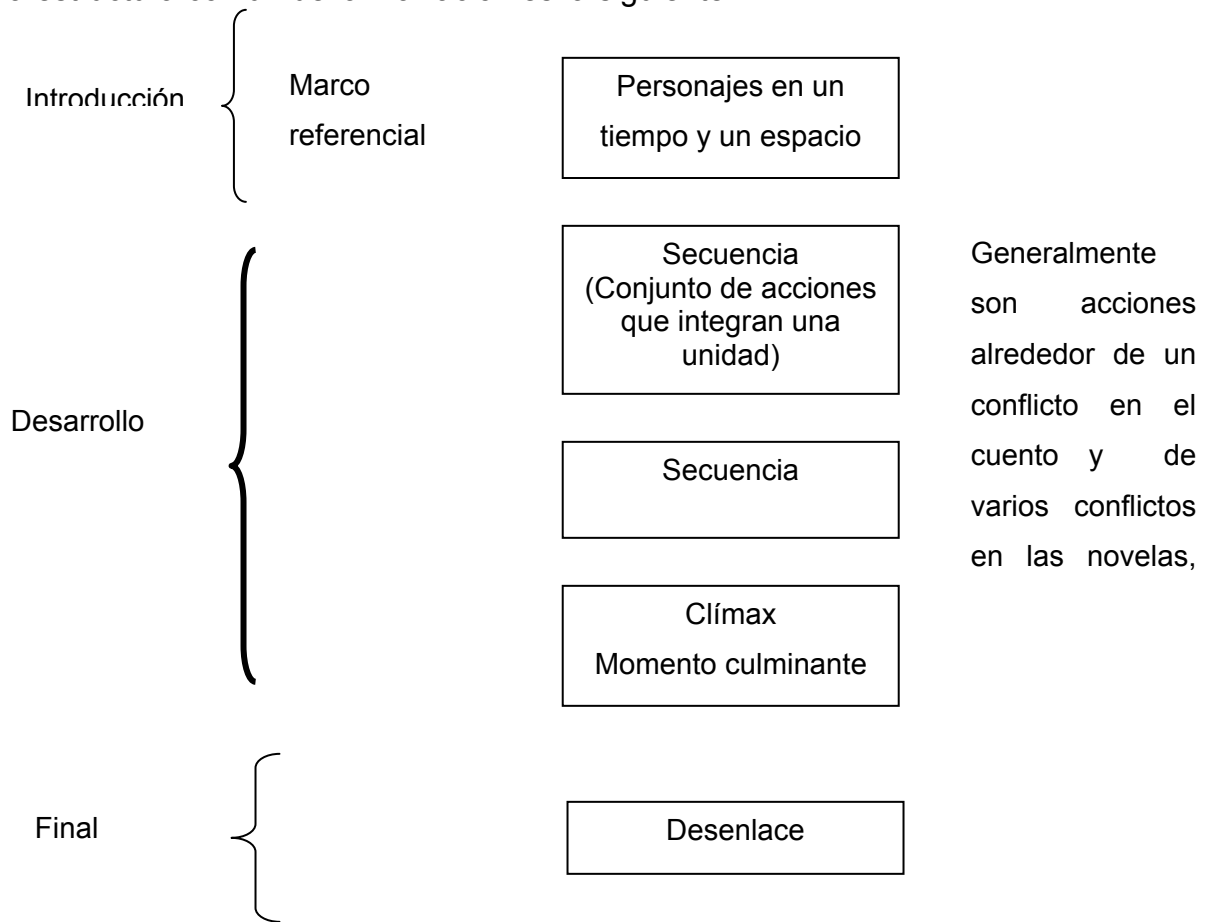 Introducción
Marco
referencial
Personajes en un
tiempo y un espacio
Desarrollo
Secuencia
(Conjunto de acciones
que integran una
unidad)
Secuencia
Clímax
Momento culminante
Generalmente
son acciones
alrededor de un
conflicto en el
cuento y de
varios conflictos
en las novelas,
Final
Desenlace